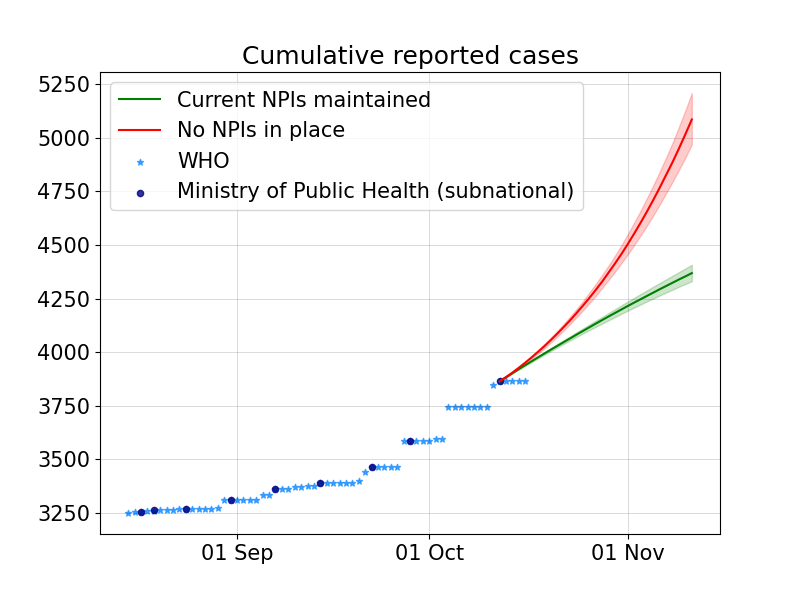 Cumulative reported cases
Current NPIs maintained
No NPIs in place
WHO
Ministry of Public Health (subnational)
5250
5000
4750
4500
4250
4000
3750
3500
3250
01 Sep
01 Oct
01 Nov